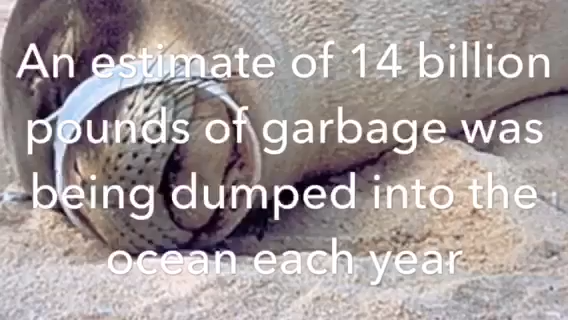 An estimate of 14 billion
pounds of garbage was
being dumped into the
ocean each year